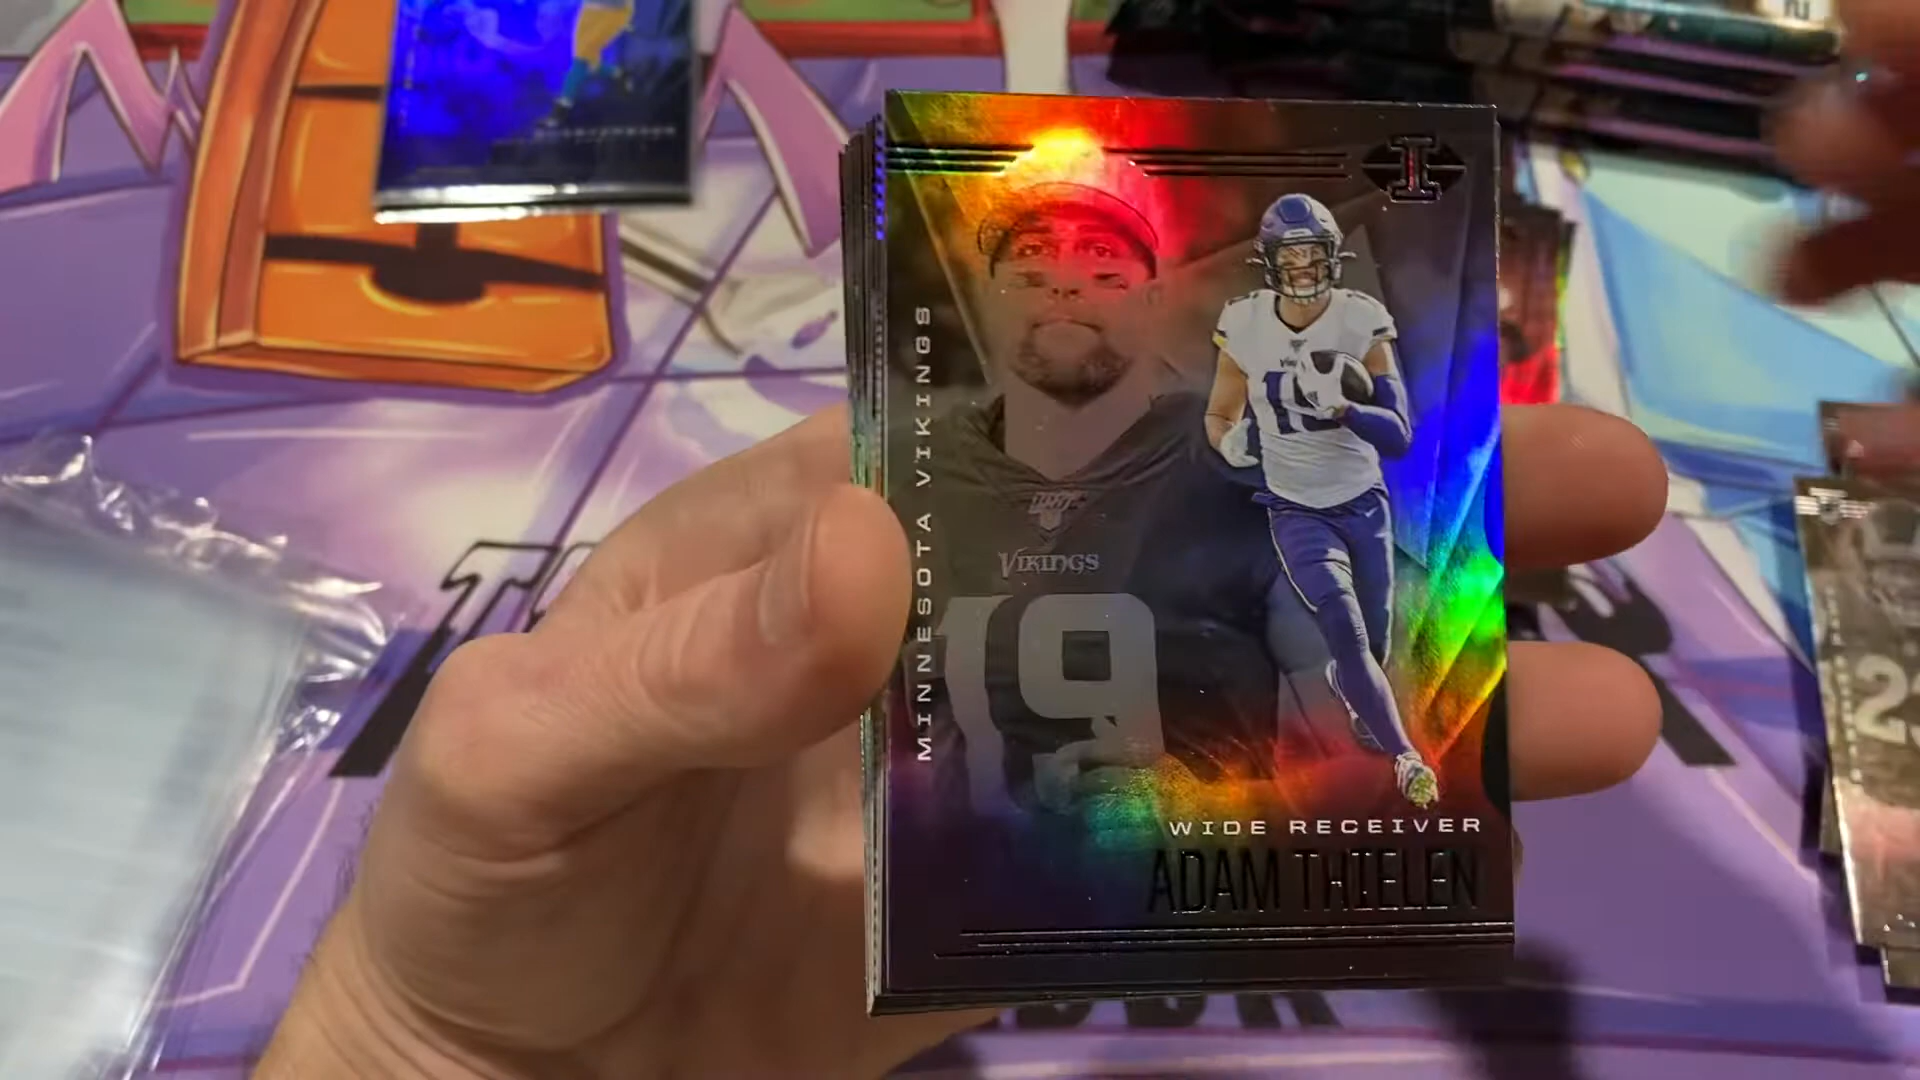 MINNESOTA VIKINGS
I
VIKINGS
19
WIDE RECEIVER
ADAM THIELEN